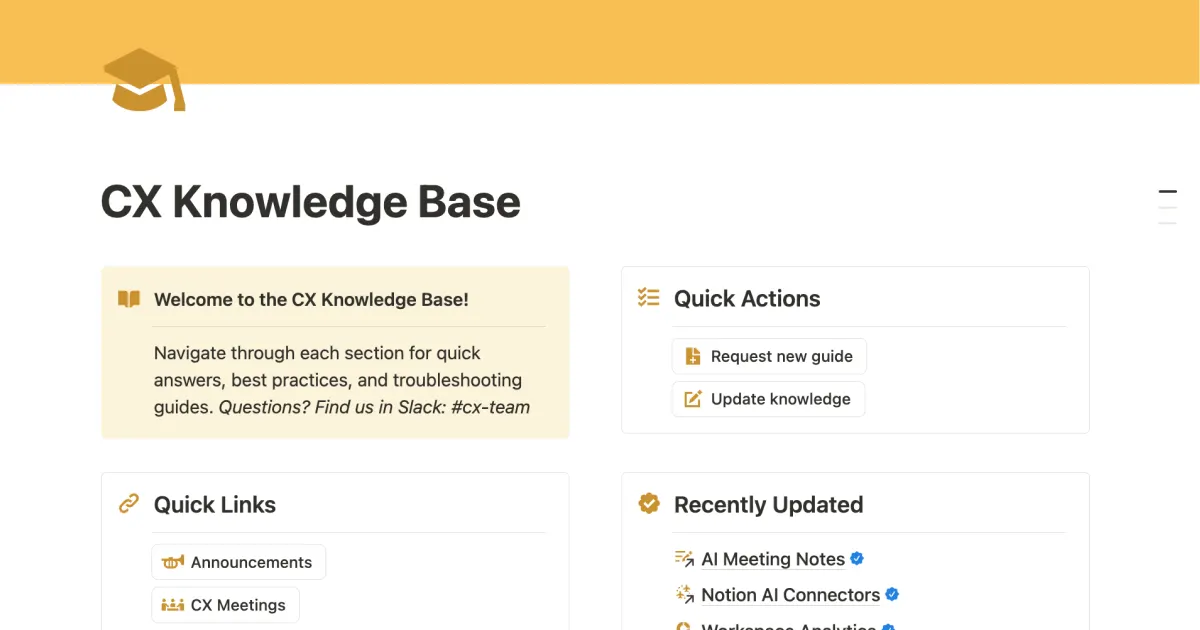 CX Knowledge Base
Welcome to the CX Knowledge Base!
Navigate through each section for quick
answers, best practices, and troubleshooting
guides. Questions? Find us in Slack: #cx-team
Quick Actions
Request new guide
Update knowledge
Quick Links
Announcements
CX Meetings
Recently Updated
AI Meeting Notes
Notion AI Connectors
Workspace Analytics